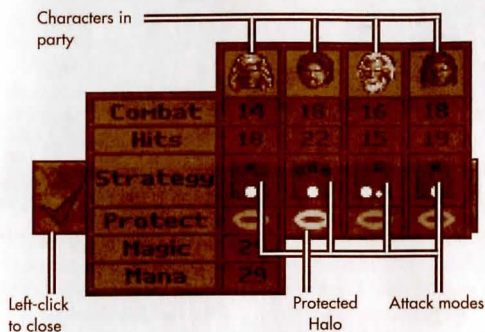 Characters in
party
Combat 14 18 16 18
Hits 18 22 15 19
Strategy
Protect
Magic
Mana 29
Left-click
to close
Protected
Halo
Attack modes